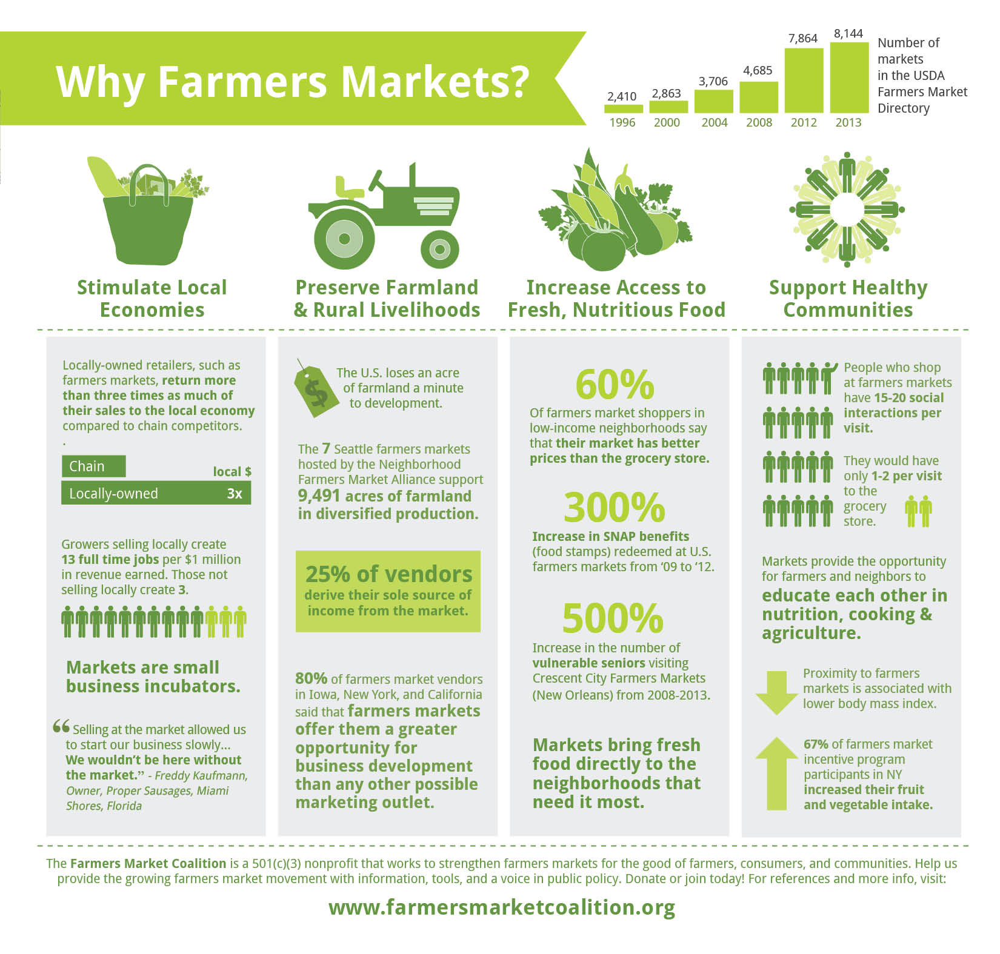 Why Farmers Markets?
2,410
2,863
3,706
4,685
7,864
8,144
1996
2000
2004
2008
2012
2013
Number of
markets
in the USDA
Farmers Market
Directory
Stimulate Local
Economies
Locally-owned retailers, such as
farmers markets, return more
than three times as much of
their sales to the local economy
compared to chain competitors.
.
Chain
local $
Locally-owned 3x
Growers selling locally create
13 full time jobs per $1 million
in revenue earned. Those not
selling locally create 3.
Markets are small
business incubators.
“ Selling at the market allowed us
to start our business slowly...
We wouldn’t be here without
the market.” - Freddy Kaufmann,
Owner, Proper Sausages, Miami
Shores, Florida
Preserve Farmland
& Rural Livelihoods
$
The U.S. loses an acre
of farmland a minute
to development.
The 7 Seattle farmers markets
hosted by the Neighborhood
Farmers Market Alliance support
9,491 acres of farmland
in diversified production.
25% of vendors
derive their sole source of
income from the market.
80% of farmers market vendors
in Iowa, New York, and California
said that farmers markets
offer them a greater
opportunity for
business development
than any other possible
marketing outlet.
Increase Access to
Fresh, Nutritious Food
60%
Of farmers market shoppers in
low-income neighborhoods say
that their market has better
prices than the grocery store.
300%
Increase in SNAP benefits
(food stamps) redeemed at U.S.
farmers markets from ‘09 to ‘12.
500%
Increase in the number of
vulnerable seniors visiting
Crescent City Farmers Markets
(New Orleans) from 2008-2013.
Markets bring fresh
food directly to the
neighborhoods that
need it most.
Support Healthy
Communities
People who shop
at farmers markets
have 15-20 social
interactions per
visit.
They would have
only 1-2 per visit
to the
grocery
store.
Markets provide the opportunity
for farmers and neighbors to
educate each other in
nutrition, cooking &
agriculture.
Proximity to farmers
markets is associated with
lower body mass index.
67% of farmers market
incentive program
participants in NY
increased their fruit
and vegetable intake.
The Farmers Market Coalition is a 501(c)(3) nonprofit that works to strengthen farmers markets for the good of farmers, consumers, and communities. Help us
provide the growing farmers market movement with information, tools, and a voice in public policy. Donate or join today! For references and more info, visit:
www.farmersmarketcoalition.org